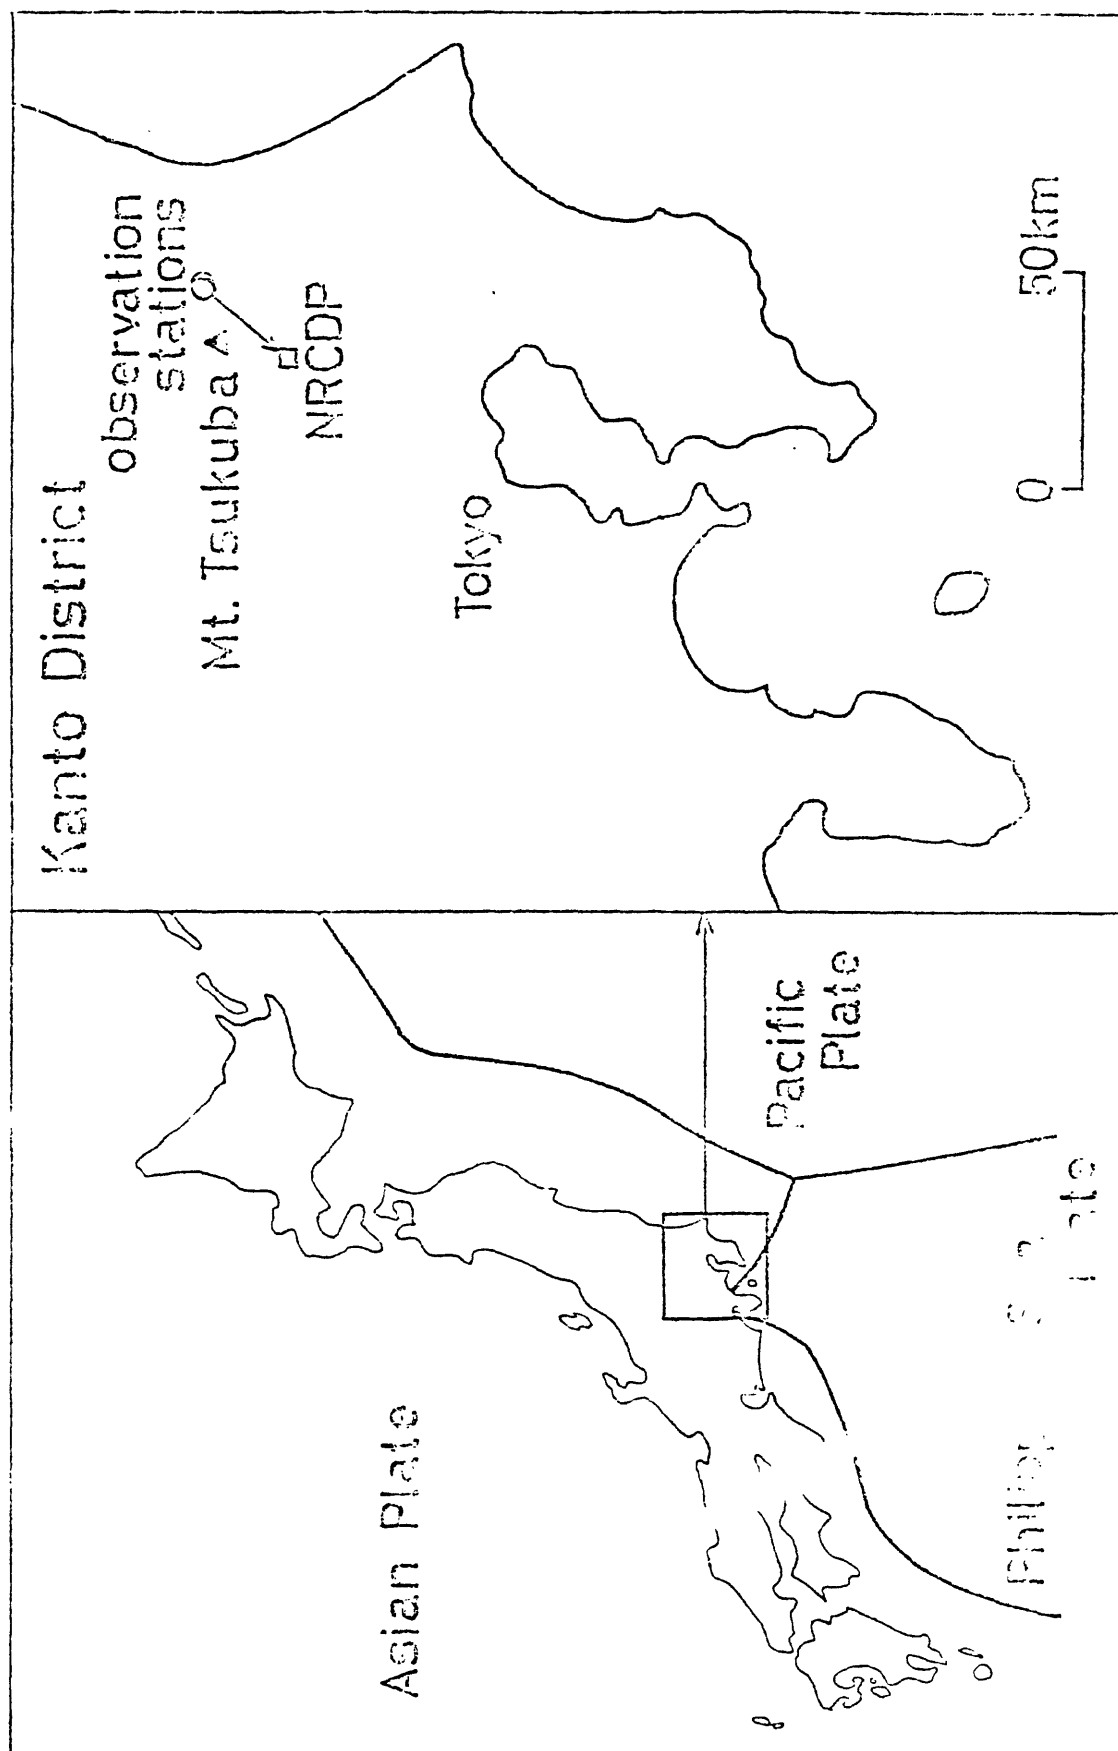 Asian Plate
Pacific
Plate
Kanto District
observation
stations
Mt. Tsukuba
NRCDP
Tokyo
0
50km